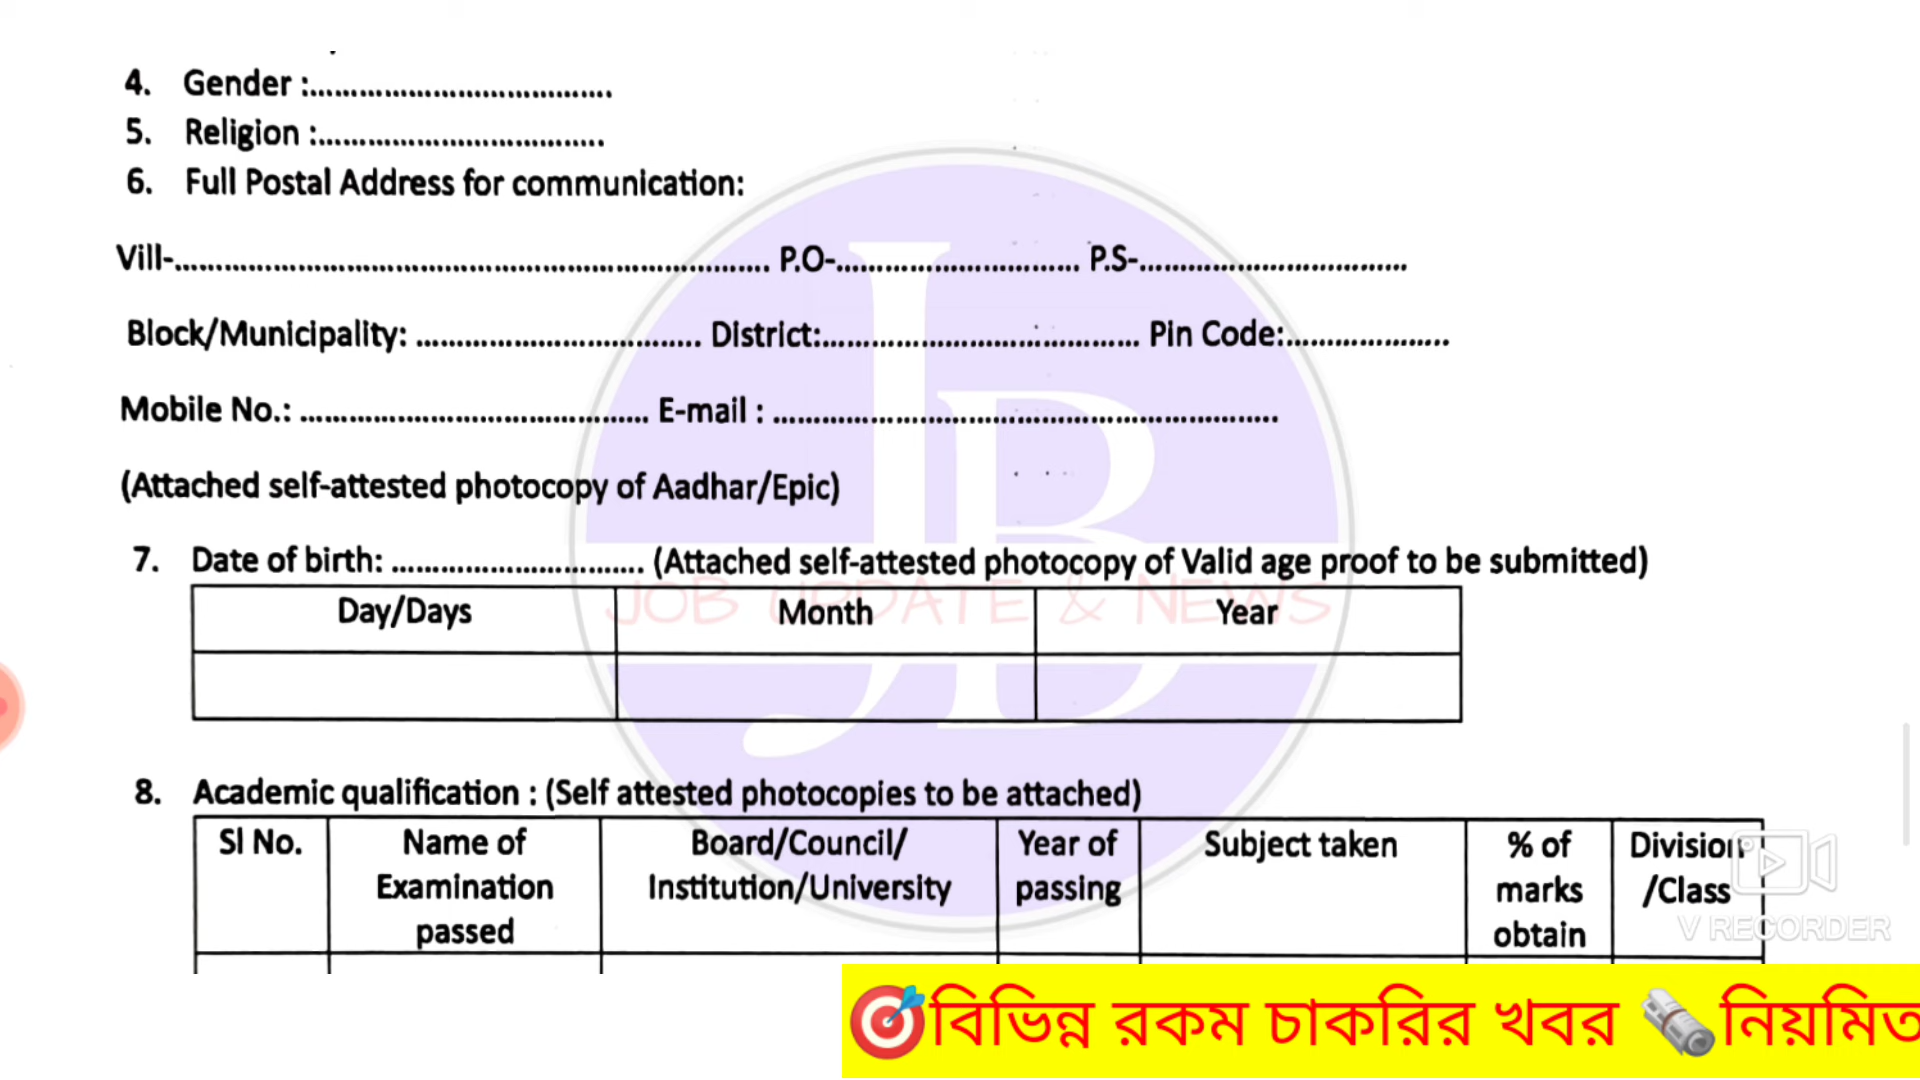 4. Gender :....................................
5. Religion :..................................
6. Full Postal Address for communication:
Vill-........................................................................ P.O-............................. P.S-................................
Block/Municipality: .................................. District:...................................... Pin Code:....................
Mobile No.: .......................................... E-mail : .............................................................
(Attached self-attested photocopy of Aadhar/Epic)
7. Date of birth: .............................. (Attached self-attested photocopy of Valid age proof to be submitted)
JOB UPDATE & NEWS
Day/Days Month Year
8. Academic qualification : (Self attested photocopies to be attached)
Sl No. Name of Board/Council/ Year of Subject taken % of Division
Examination Institution/University passing marks /Class
passed obtain
V RECORDER
🎯বিভিন্ন রকম চাকরির খবর 🗞️নিয়মিত